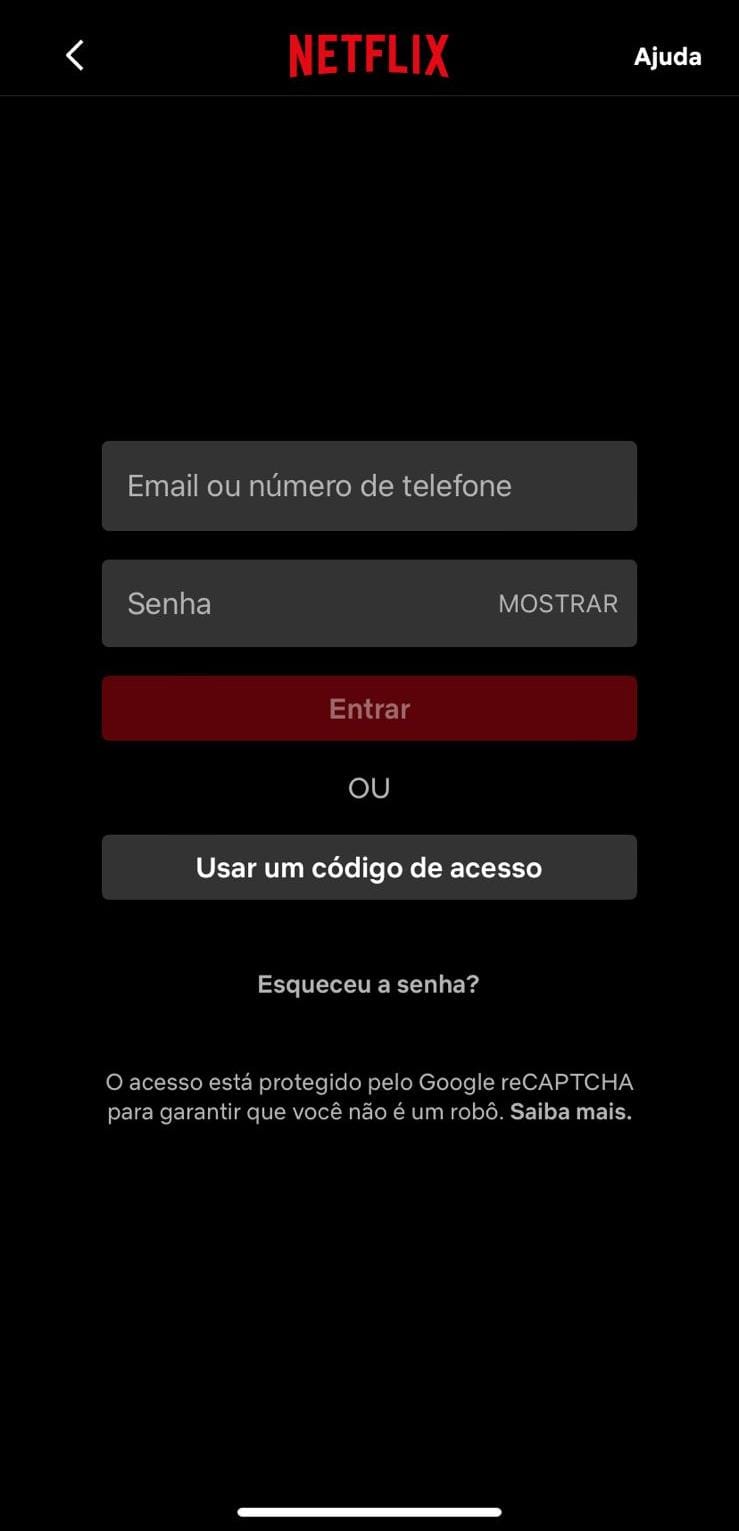 NETFLIX
Ajuda
Email ou número de telefone
Senha
MOSTRAR
Entrar
OU
Usar um código de acesso
Esqueceu a senha?
O acesso está protegido pelo Google reCAPTCHA
para garantir que você não é um robô. Saiba mais.